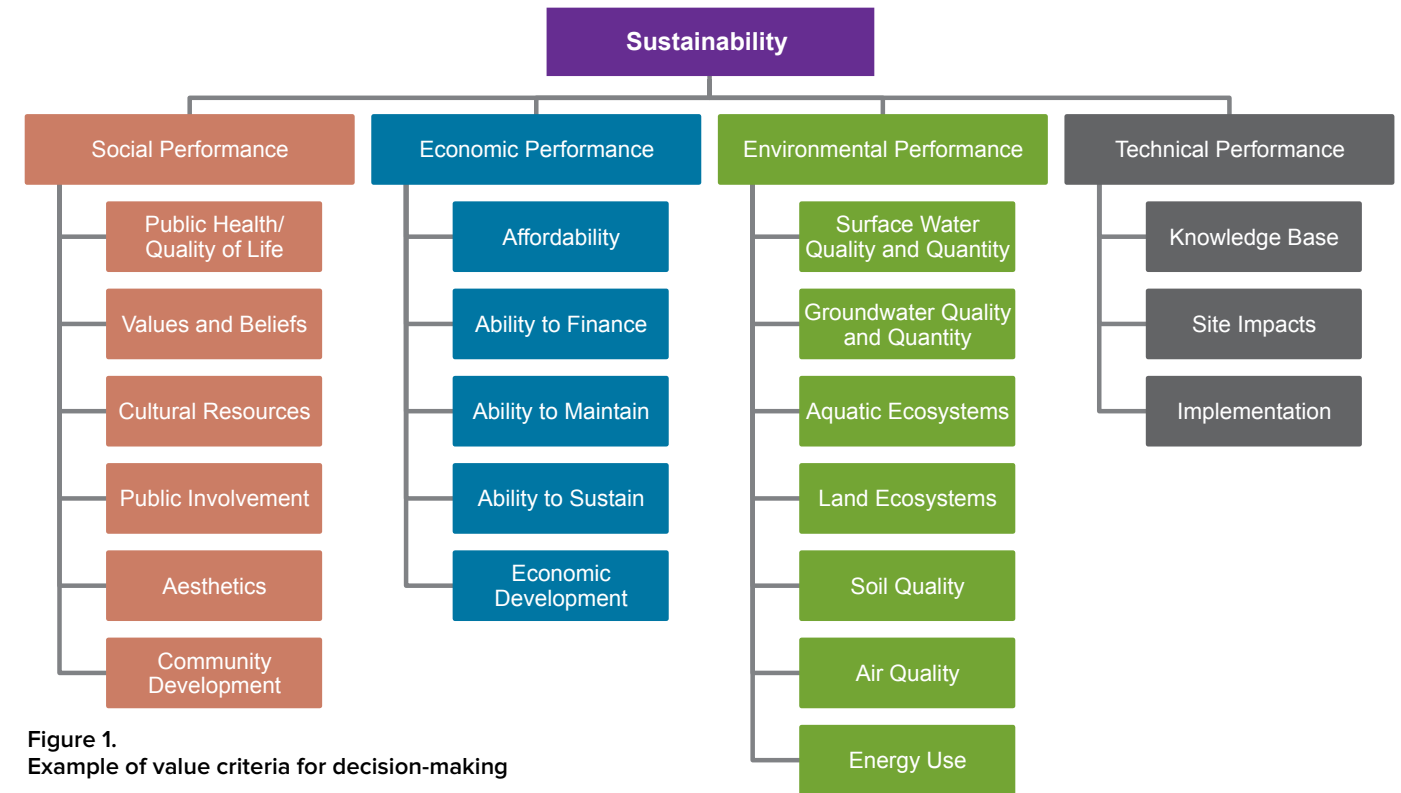 Sustainability
Social Performance
Public Health/
Quality of Life
Values and Beliefs
Cultural Resources
Public Involvement
Aesthetics
Community
Development
Economic Performance
Affordability
Ability to Finance
Ability to Maintain
Ability to Sustain
Economic
Development
Environmental Performance
Surface Water
Quality and Quantity
Groundwater Quality
and Quantity
Aquatic Ecosystems
Land Ecosystems
Soil Quality
Air Quality
Energy Use
Technical Performance
Knowledge Base
Site Impacts
Implementation
Figure 1.
Example of value criteria for decision-making